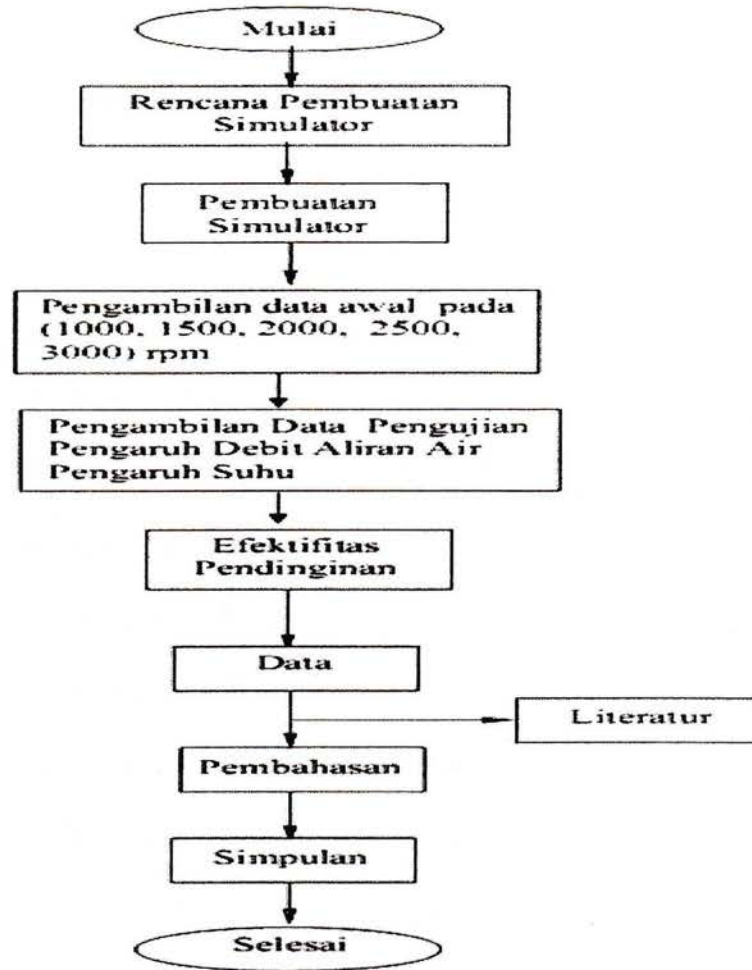 Mulai
Rencana Pembuatan
Simulator
Pembuatan
Simulator
Pengambilan data awal pada
(1000, 1500, 2000, 2500,
3000) rpm
Pengambilan Data Pengujian
Pengaruh Debit Aliran Air
Pengaruh Suhu
Efektifitas
Pendinginan
Data
Literatur
Pembahasan
Simpulan
Selesai